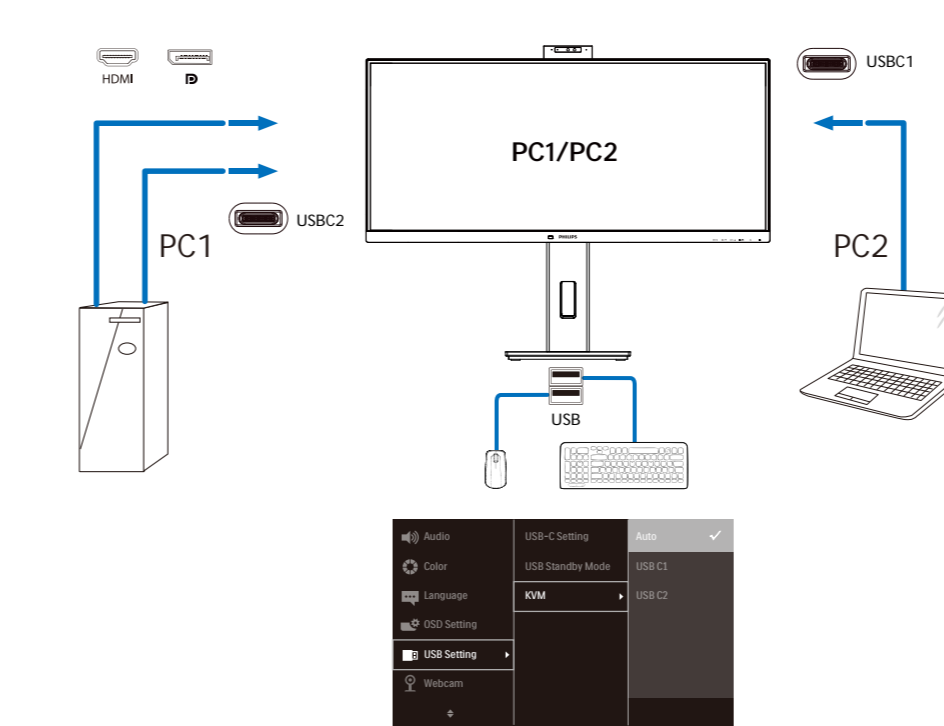 HDMI
USBC1
PC1/PC2
USBC2
PC1
PC2
PHILIPS
USB
Audio
Color
Language
OSD Setting
USB Setting
Webcam
USB-C Setting
USB Standby Mode
KVM
Auto
USB C1
USB C2